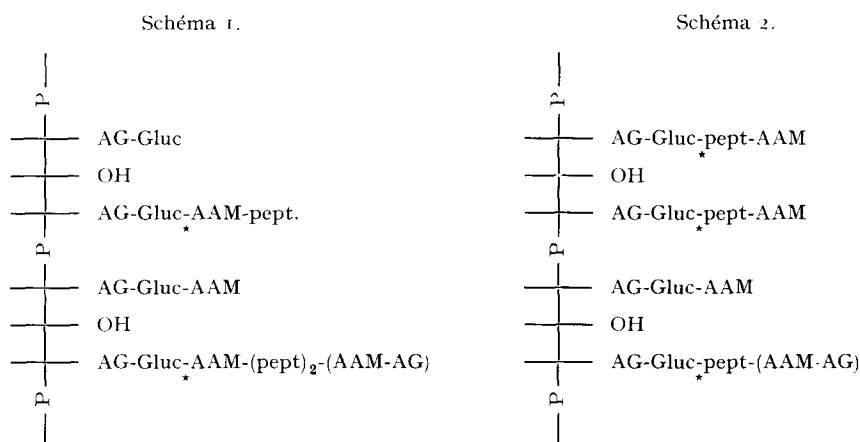 Schéma 1.
P
AG-Gluc
OH
AG-Gluc-AAM-pept.
*
P
AG-Gluc-AAM
OH
AG-Gluc-AAM-(pept)₂-(AAM-AG)
*
P
Schéma 2.
P
AG-Gluc-pept-AAM
*
OH
AG-Gluc-pept-AAM
*
P
AG-Gluc-AAM
OH
AG-Gluc-pept-(AAM-AG)
*
P